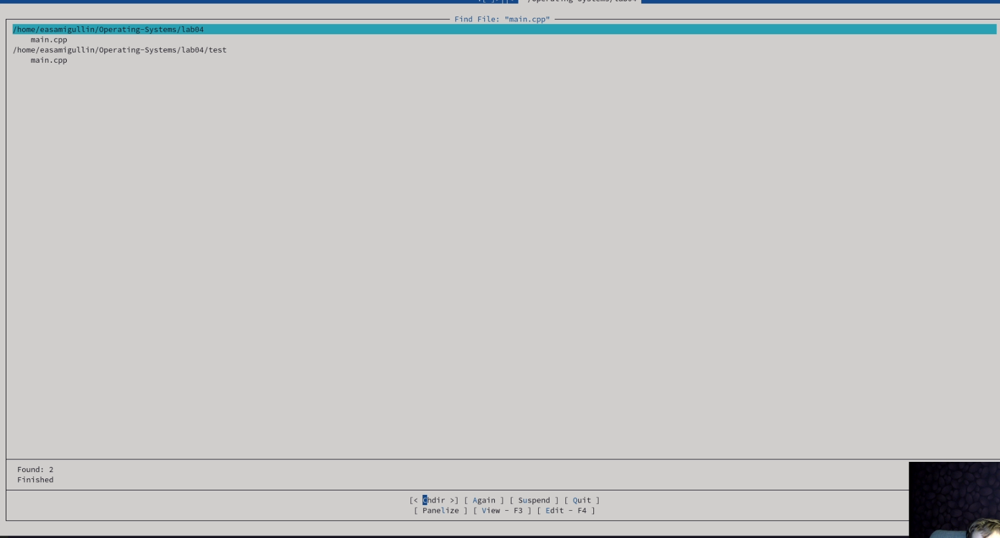 Find File: "main.cpp"
/home/easamigullin/Operating-Systems/lab04
main.cpp
/home/easamigullin/Operating-Systems/lab04/test
main.cpp
Found: 2
Finished
[< Chdir >] [ Again ] [ Suspend ] [ Quit ]
[ Panelize ] [ View - F3 ] [ Edit - F4 ]